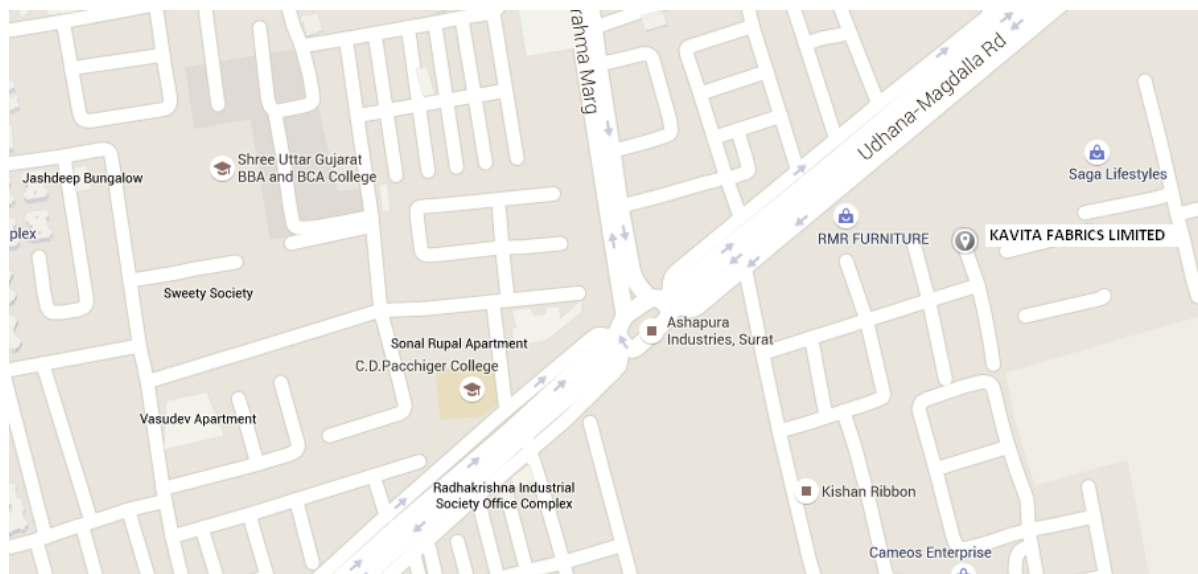 rahma Marg
Udhana-Magdalla Rd
Shree Uttar Gujarat
BBA and BCA College
Jashdeep Bungalow
Saga Lifestyles
plex
RMR FURNITURE
KAVITA FABRICS LIMITED
Sweety Society
Ashapura
Industries, Surat
Sonal Rupal Apartment
C.D.Pacchiger College
Vasudev Apartment
Radhakrishna Industrial
Society Office Complex
Kishan Ribbon
Cameos Enterprise